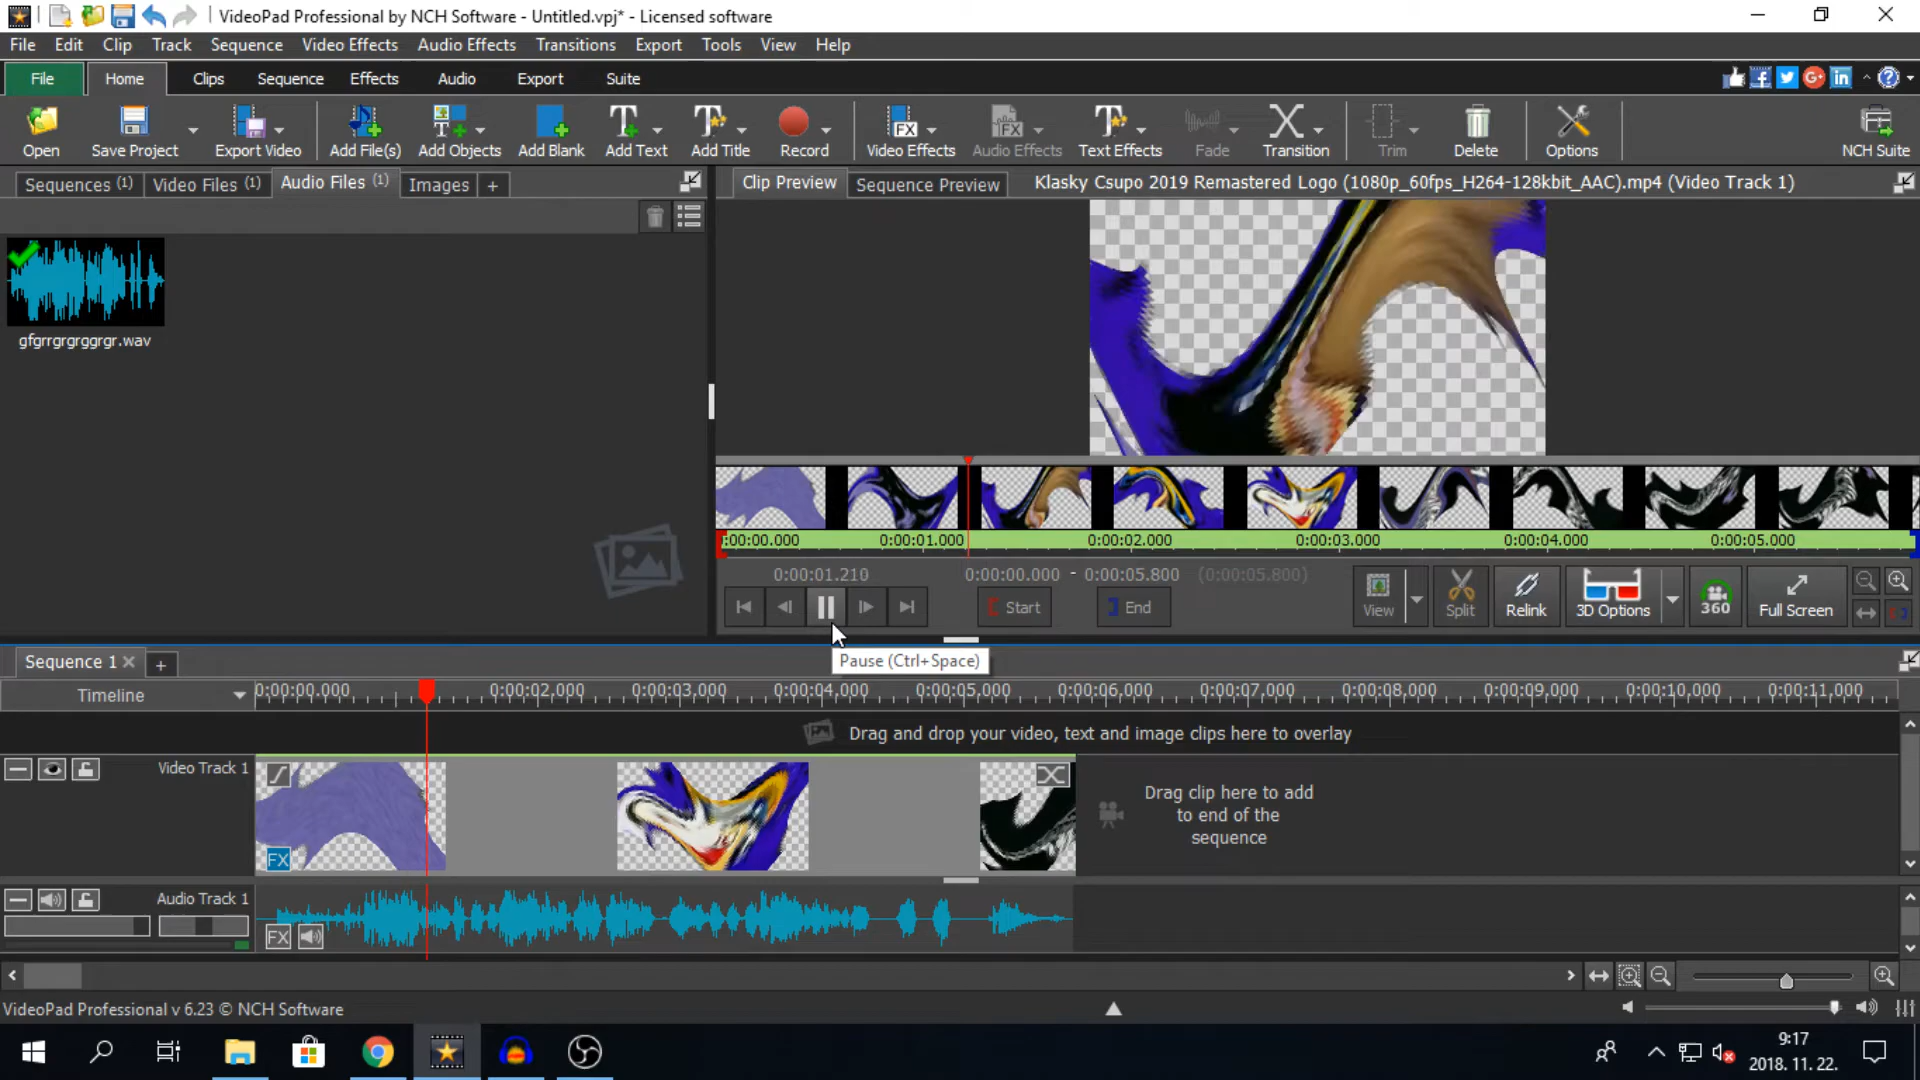 VideoPad Professional by NCH Software - Untitled.vpj* - Licensed software
File Edit Clip Track Sequence Video Effects Audio Effects Transitions Export Tools View Help
File Home Clips Sequence Effects Audio Export Suite
Open Save Project Export Video Add File(s) Add Objects Add Blank Add Text Add Title Record Video Effects Audio Effects Text Effects Fade Transition Trim Delete Options NCH Suite
Sequences (1) Video Files (1) Audio Files (1) Images +
Clip Preview Sequence Preview Klasky Csupo 2019 Remastered Logo (1080p_60fps_H264-128kbit_AAC).mp4 (Video Track 1)
gfgrrgrgrggrgr.wav
:00:00.000 0:00:01.000 0:00:02.000 0:00:03.000 0:00:04.000 0:00:05.000
0:00:01.210 0:00:00.000 - 0:00:05.800 (0:00:05.800)
Start End View Split Relink 3D Options 360 Full Screen
Pause (Ctrl+Space)
Sequence 1 × +
Timeline 0:00:00.000 0:00:02.000 0:00:03.000 0:00:04.000 0:00:05.000 0:00:06.000 0:00:07.000 0:00:08.000 0:00:09.000 0:00:10.000 0:00:11.000
Drag and drop your video, text and image clips here to overlay
Video Track 1
Drag clip here to add
to end of the
sequence
FX
Audio Track 1
FX
VideoPad Professional v 6.23 © NCH Software
9:17
2018. 11. 22.